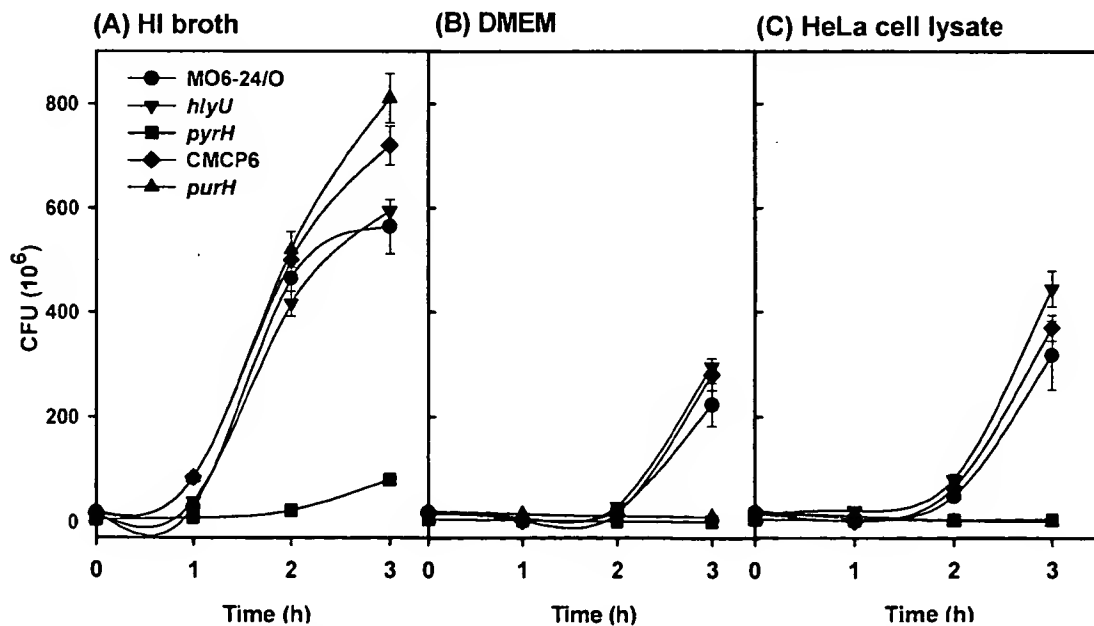 (A) HI broth
(B) DMEM
(C) HeLa cell lysate
MO6-24/O
hlyU
pyrH
CMCP6
purH
CFU (10⁶)
800
600
400
200
0
0 1 2 3
0 1 2 3
0 1 2 3
Time (h)
Time (h)
Time (h)